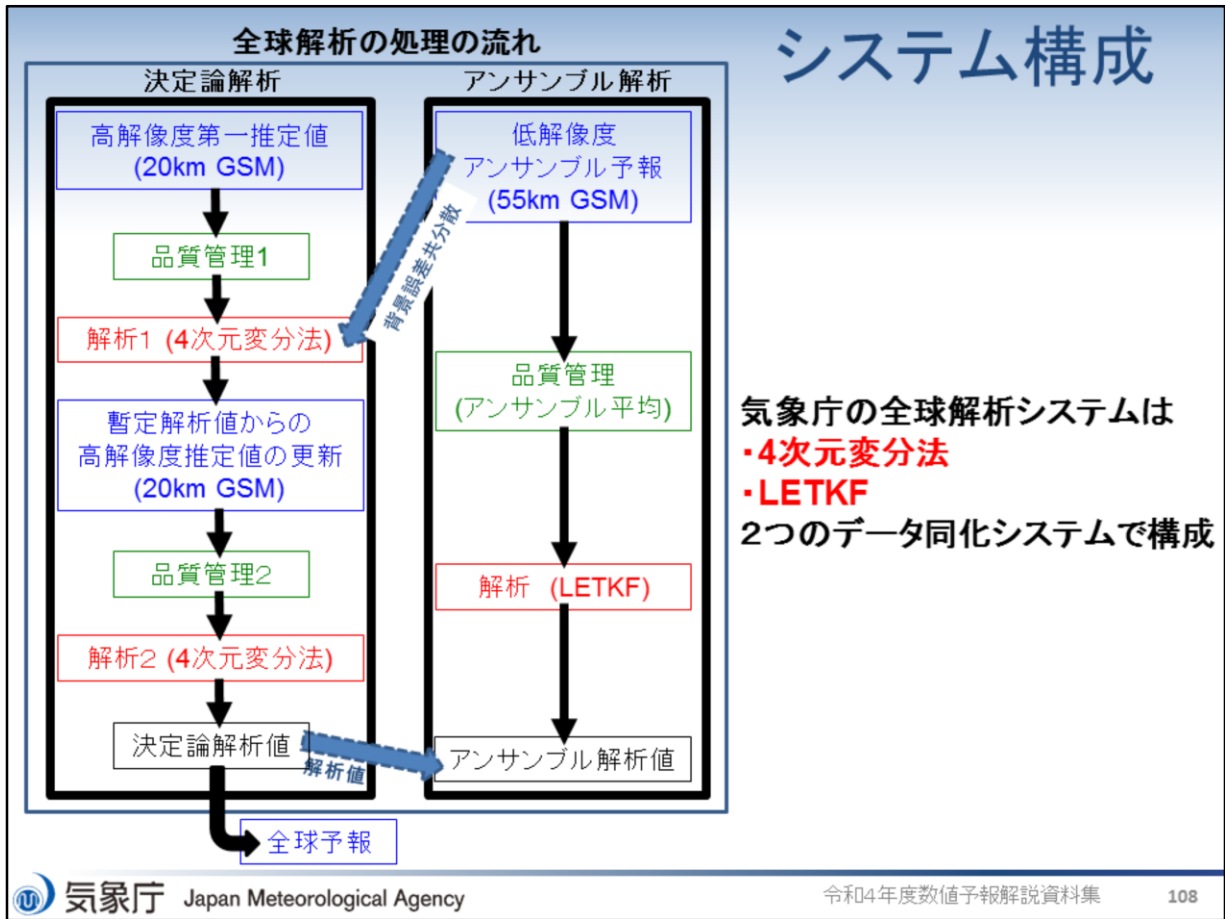 システム構成
全球解析の処理の流れ
決定論解析
高解像度第一推定値
(20km GSM)
品質管理1
解析1 (4次元変分法)
暫定解析値からの
高解像度推定値の更新
(20km GSM)
品質管理2
解析2 (4次元変分法)
決定論解析値
全球予報
アンサンブル解析
低解像度
アンサンブル予報
(55km GSM)
背景誤差共分散
品質管理
(アンサンブル平均)
解析 (LETKF)
解析値
アンサンブル解析値
気象庁の全球解析システムは
・4次元変分法
・LETKF
2つのデータ同化システムで構成
気象庁 Japan Meteorological Agency
令和4年度数値予報解説資料集
108